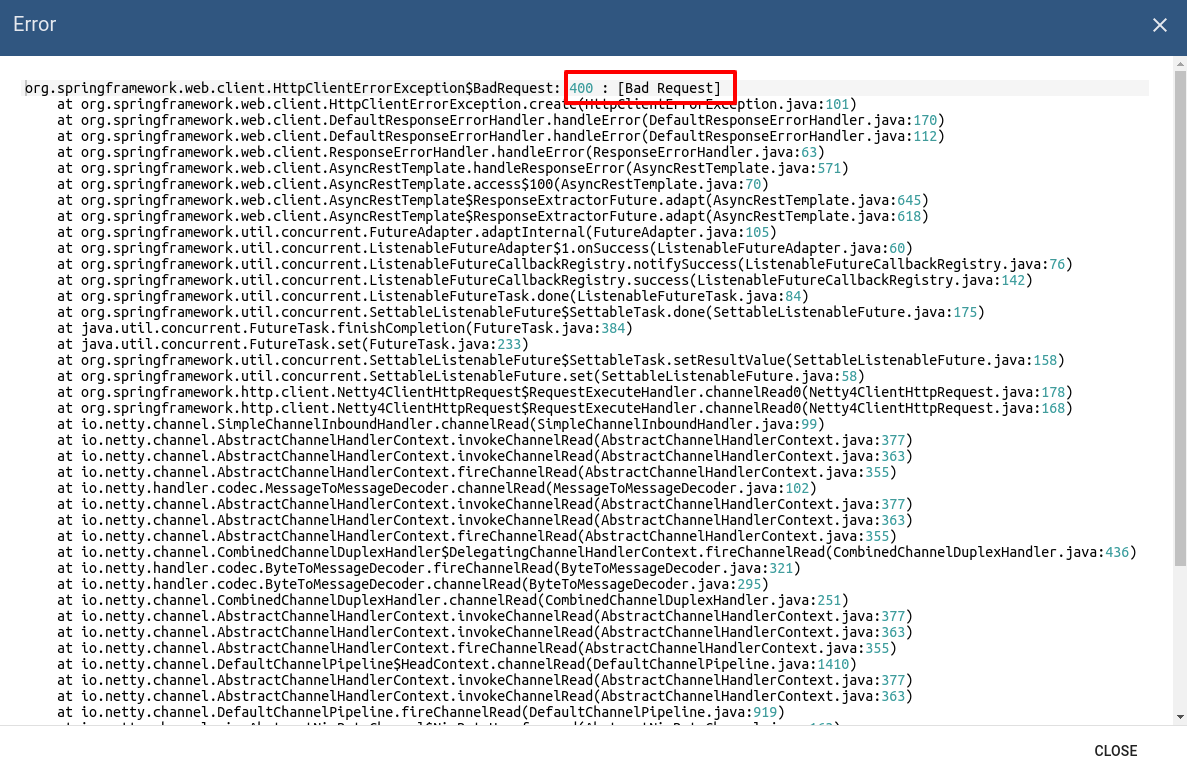 Error
org.springframework.web.client.HttpClientErrorException$BadRequest: 400 : [Bad Request]
at org.springframework.web.client.HttpClientErrorException.create(HttpClientErrorException.java:101)
at org.springframework.web.client.DefaultResponseErrorHandler.handleError(DefaultResponseErrorHandler.java:170)
at org.springframework.web.client.DefaultResponseErrorHandler.handleError(DefaultResponseErrorHandler.java:112)
at org.springframework.web.client.ResponseErrorHandler.handleError(ResponseErrorHandler.java:63)
at org.springframework.web.client.AsyncRestTemplate.handleResponseError(AsyncRestTemplate.java:571)
at org.springframework.web.client.AsyncRestTemplate.access$100(AsyncRestTemplate.java:70)
at org.springframework.web.client.AsyncRestTemplate$ResponseExtractorFuture.adapt(AsyncRestTemplate.java:645)
at org.springframework.web.client.AsyncRestTemplate$ResponseExtractorFuture.adapt(AsyncRestTemplate.java:618)
at org.springframework.util.concurrent.FutureAdapter.adaptInternal(FutureAdapter.java:105)
at org.springframework.util.concurrent.ListenableFutureAdapter$1.onSuccess(ListenableFutureAdapter.java:60)
at org.springframework.util.concurrent.ListenableFutureCallbackRegistry.notifySuccess(ListenableFutureCallbackRegistry.java:76)
at org.springframework.util.concurrent.ListenableFutureCallbackRegistry.success(ListenableFutureCallbackRegistry.java:142)
at org.springframework.util.concurrent.ListenableFutureTask.done(ListenableFutureTask.java:84)
at org.springframework.util.concurrent.SettableListenableFuture$SettableTask.done(SettableListenableFuture.java:175)
at java.util.concurrent.FutureTask.finishCompletion(FutureTask.java:384)
at java.util.concurrent.FutureTask.set(FutureTask.java:233)
at org.springframework.util.concurrent.SettableListenableFuture$SettableTask.setResultValue(SettableListenableFuture.java:158)
at org.springframework.util.concurrent.SettableListenableFuture.set(SettableListenableFuture.java:58)
at org.springframework.http.client.Netty4ClientHttpRequest$RequestExecuteHandler.channelRead0(Netty4ClientHttpRequest.java:178)
at org.springframework.http.client.Netty4ClientHttpRequest$RequestExecuteHandler.channelRead0(Netty4ClientHttpRequest.java:168)
at io.netty.channel.SimpleChannelInboundHandler.channelRead(SimpleChannelInboundHandler.java:99)
at io.netty.channel.AbstractChannelHandlerContext.invokeChannelRead(AbstractChannelHandlerContext.java:377)
at io.netty.channel.AbstractChannelHandlerContext.invokeChannelRead(AbstractChannelHandlerContext.java:363)
at io.netty.channel.AbstractChannelHandlerContext.fireChannelRead(AbstractChannelHandlerContext.java:355)
at io.netty.handler.codec.MessageToMessageDecoder.channelRead(MessageToMessageDecoder.java:102)
at io.netty.channel.AbstractChannelHandlerContext.invokeChannelRead(AbstractChannelHandlerContext.java:377)
at io.netty.channel.AbstractChannelHandlerContext.invokeChannelRead(AbstractChannelHandlerContext.java:363)
at io.netty.channel.AbstractChannelHandlerContext.fireChannelRead(AbstractChannelHandlerContext.java:355)
at io.netty.channel.CombinedChannelDuplexHandler$DelegatingChannelHandlerContext.fireChannelRead(CombinedChannelDuplexHandler.java:436)
at io.netty.handler.codec.ByteToMessageDecoder.fireChannelRead(ByteToMessageDecoder.java:321)
at io.netty.handler.codec.ByteToMessageDecoder.channelRead(ByteToMessageDecoder.java:295)
at io.netty.channel.CombinedChannelDuplexHandler.channelRead(CombinedChannelDuplexHandler.java:251)
at io.netty.channel.AbstractChannelHandlerContext.invokeChannelRead(AbstractChannelHandlerContext.java:377)
at io.netty.channel.AbstractChannelHandlerContext.invokeChannelRead(AbstractChannelHandlerContext.java:363)
at io.netty.channel.AbstractChannelHandlerContext.fireChannelRead(AbstractChannelHandlerContext.java:355)
at io.netty.channel.DefaultChannelPipeline$HeadContext.channelRead(DefaultChannelPipeline.java:1410)
at io.netty.channel.AbstractChannelHandlerContext.invokeChannelRead(AbstractChannelHandlerContext.java:377)
at io.netty.channel.AbstractChannelHandlerContext.invokeChannelRead(AbstractChannelHandlerContext.java:363)
at io.netty.channel.DefaultChannelPipeline.fireChannelRead(DefaultChannelPipeline.java:919)
CLOSE